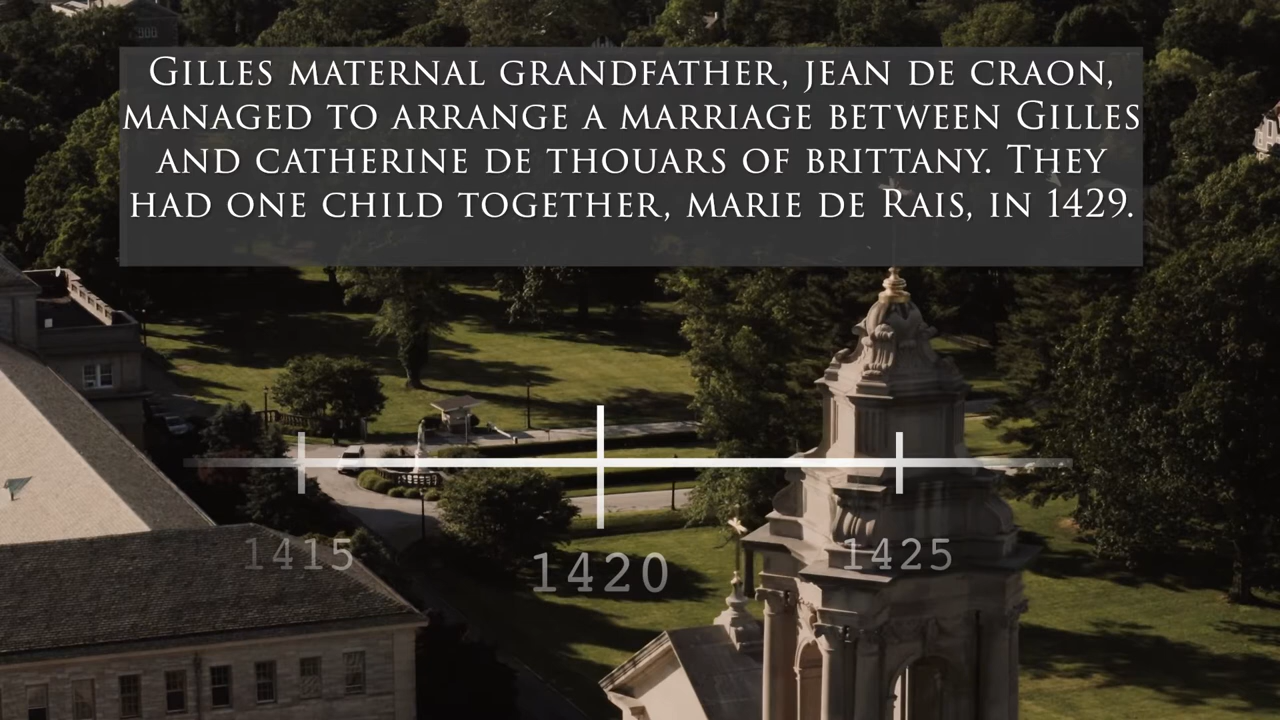 Gilles maternal grandfather, jean de craon,
managed to arrange a marriage between Gilles
and catherine de thouars of brittany. They
had one child together, marie de Rais, in 1429.
1415 1420 1425